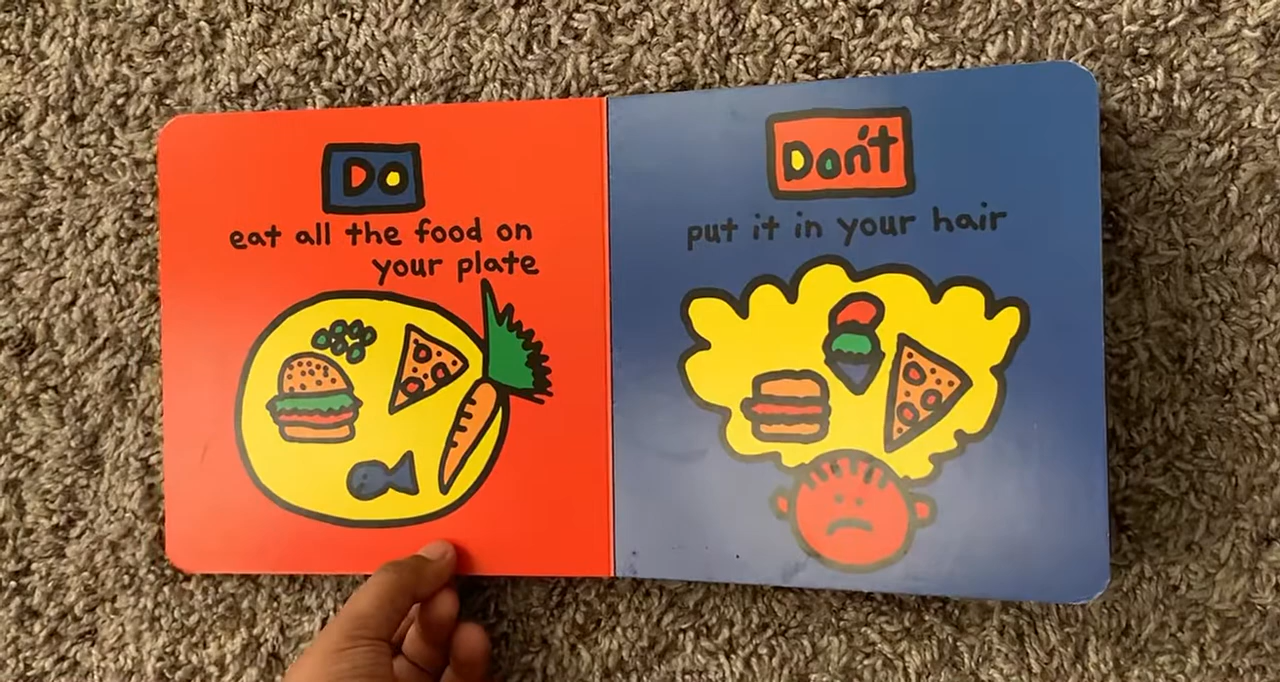 Do
eat all the food on
your plate
Don't
put it in your hair